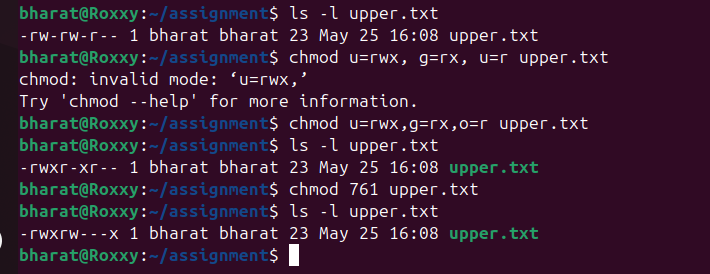 bharat@Roxxy:~/assignment$ ls -l upper.txt
-rw-rw-r-- 1 bharat bharat 23 May 25 16:08 upper.txt
bharat@Roxxy:~/assignment$ chmod u=rwx, g=rx, u=r upper.txt
chmod: invalid mode: ‘u=rwx,’
Try 'chmod --help' for more information.
bharat@Roxxy:~/assignment$ chmod u=rwx,g=rx,o=r upper.txt
bharat@Roxxy:~/assignment$ ls -l upper.txt
-rwxr-xr-- 1 bharat bharat 23 May 25 16:08 upper.txt
bharat@Roxxy:~/assignment$ chmod 761 upper.txt
bharat@Roxxy:~/assignment$ ls -l upper.txt
-rwxrw---x 1 bharat bharat 23 May 25 16:08 upper.txt
bharat@Roxxy:~/assignment$